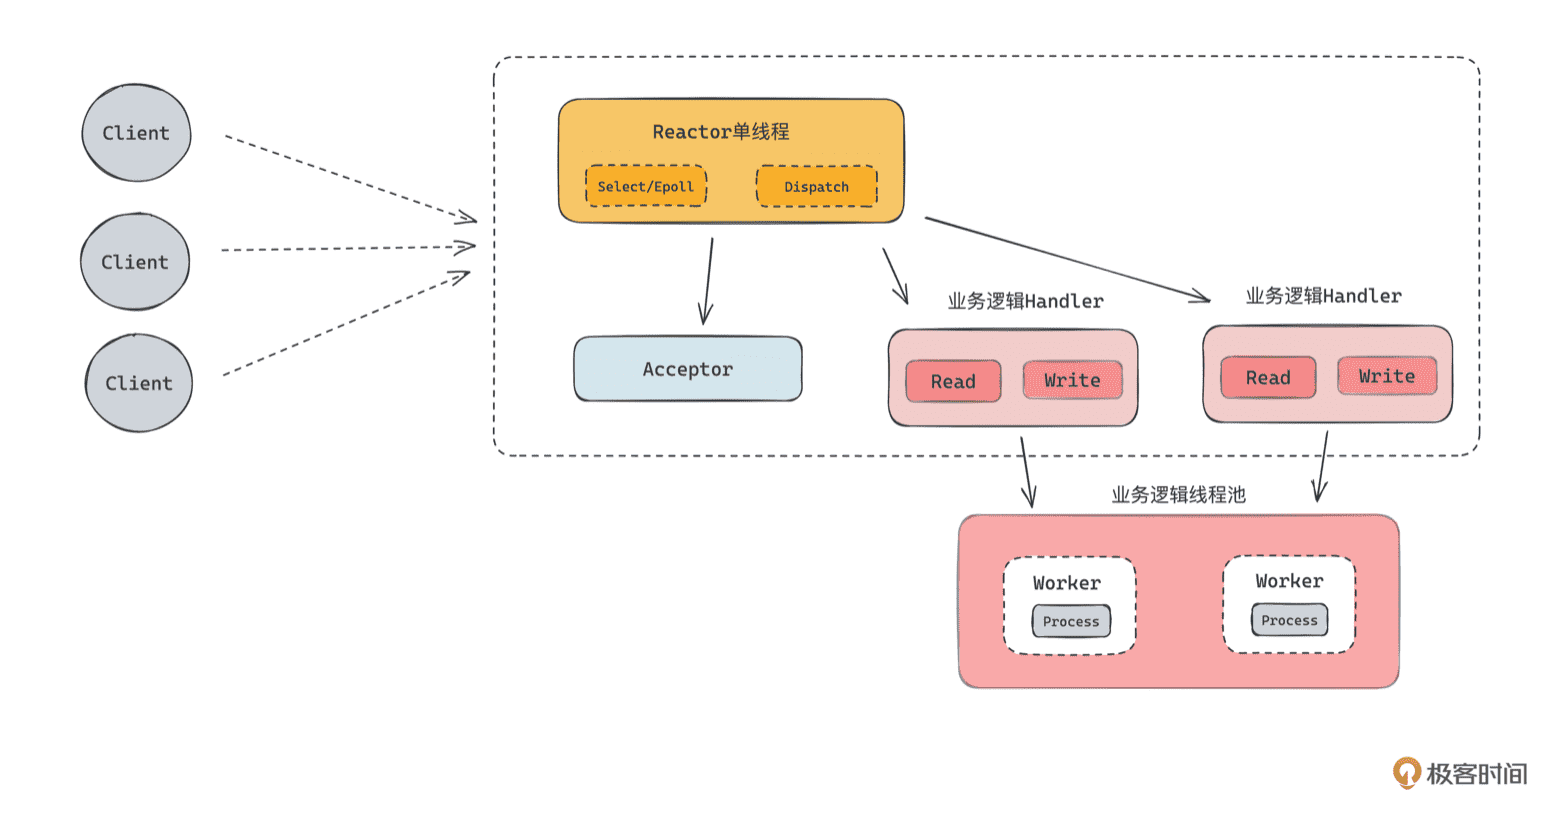 Client
Client
Client
Reactor单线程
Select/Epoll
Dispatch
Acceptor
业务逻辑Handler
Read
Write
业务逻辑Handler
Read
Write
业务逻辑线程池
Worker
Process
Worker
Process
极客时间